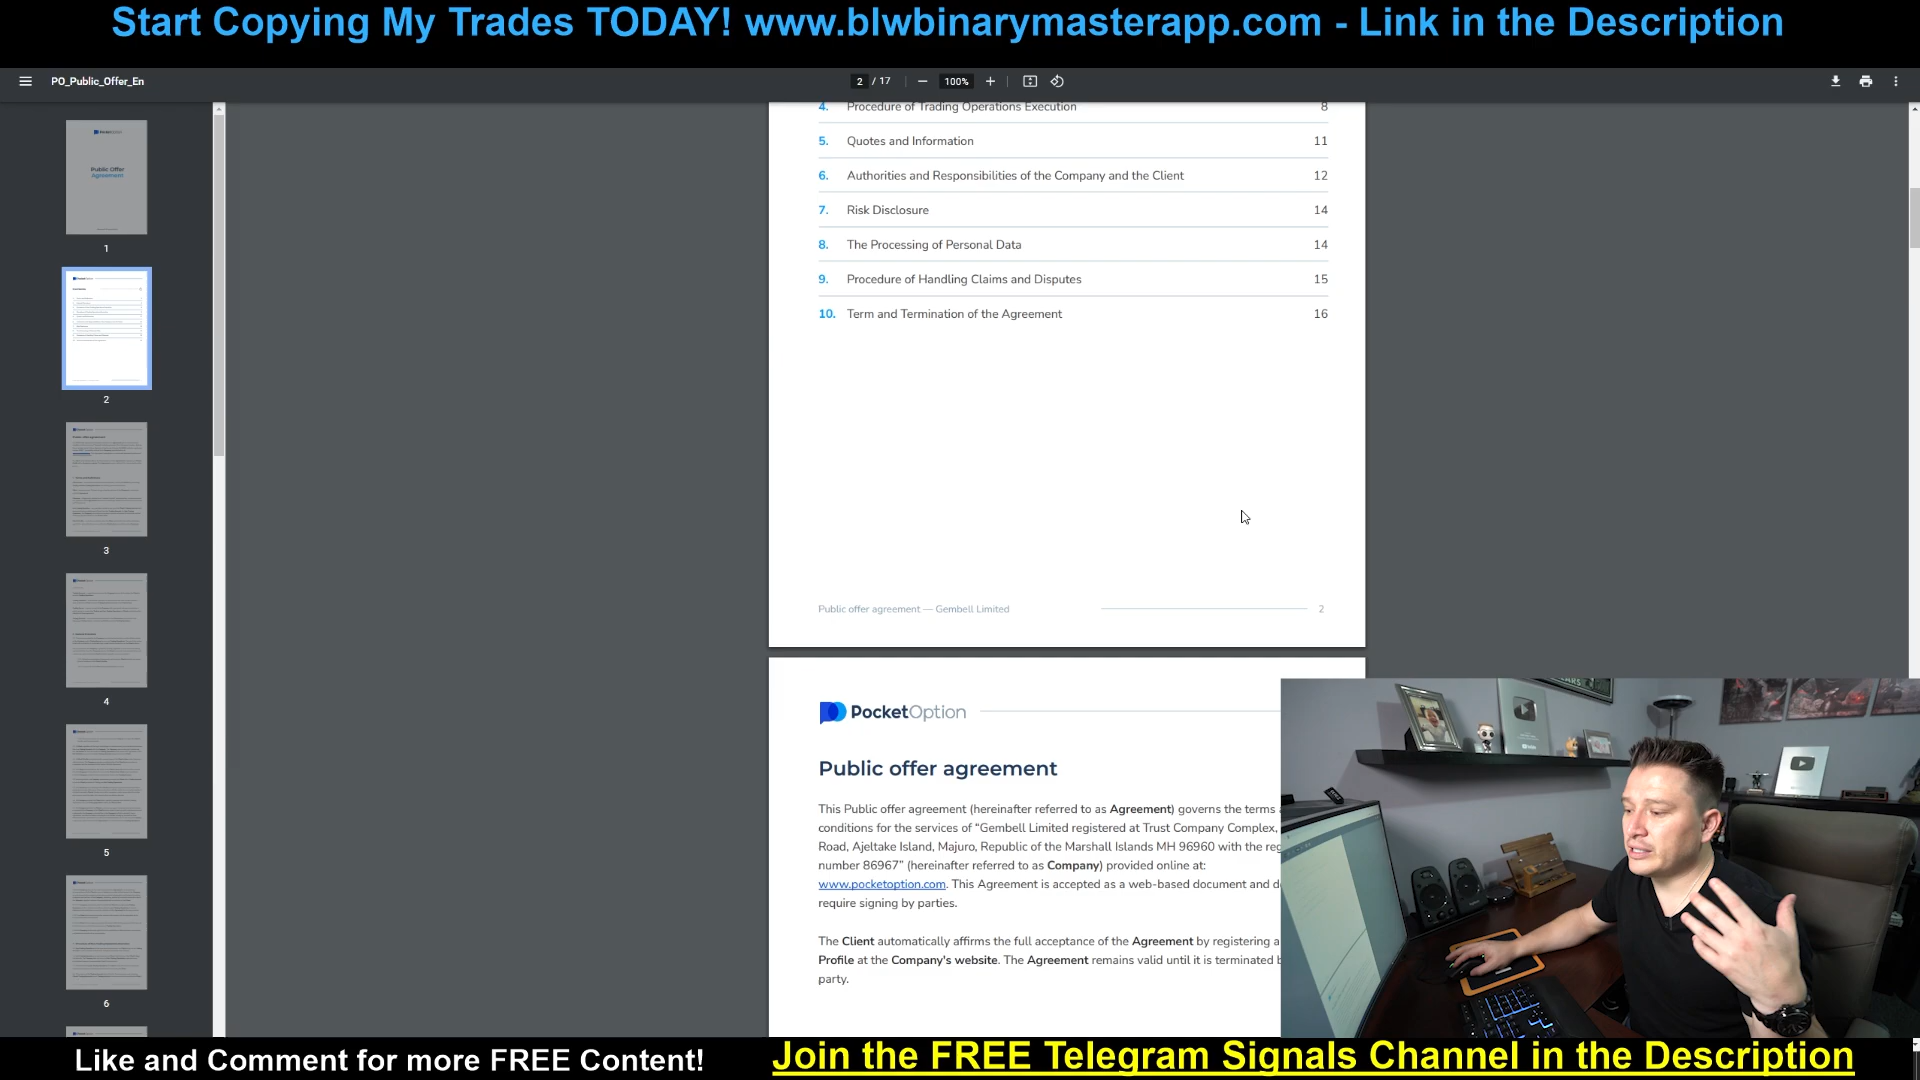 Start Copying My Trades TODAY! www.blwbinarymasterapp.com - Link in the Description
PO_Public_Offer_En
2 / 17
100%
4. Procedure of Trading Operations Execution 8
5. Quotes and Information 11
6. Authorities and Responsibilities of the Company and the Client 12
7. Risk Disclosure 14
8. The Processing of Personal Data 14
9. Procedure of Handling Claims and Disputes 15
10. Term and Termination of the Agreement 16
Public offer agreement — Gembell Limited 2
PocketOption
Public offer agreement
This Public offer agreement (hereinafter referred to as Agreement) governs the terms
conditions for the services of “Gembell Limited registered at Trust Company Complex,
Road, Ajeltake Island, Majuro, Republic of the Marshall Islands MH 96960 with the
number 86967” (hereinafter referred to as Company) provided online at:
www.pocketoption.com. This Agreement is accepted as a web-based document and
require signing by parties.
The Client automatically affirms the full acceptance of the Agreement by registering a
Profile at the Company's website. The Agreement remains valid until it is terminated
party.
Public Offer
Agreement
1
2
3
4
5
6
Like and Comment for more FREE Content!
Join the FREE Telegram Signals Channel in the Description